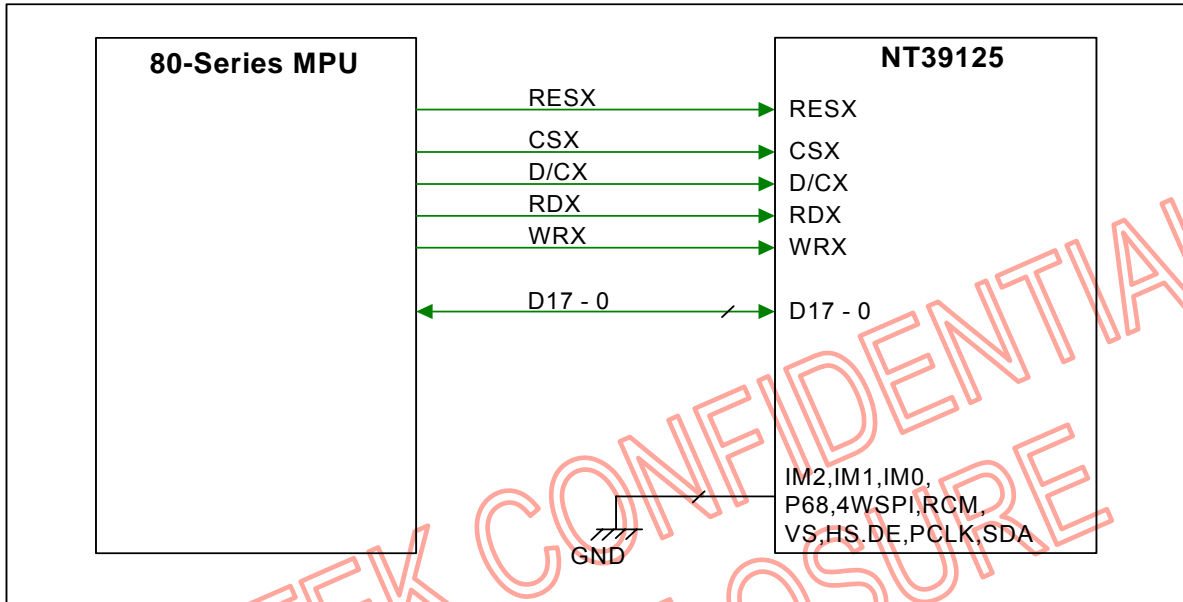 80-Series MPU
NT39125
RESX
RESX
CSX
CSX
D/CX
D/CX
RDX
RDX
WRX
WRX
D17 - 0
D17 - 0
IM2,IM1,IM0,
P68,4WSPI,RCM,
VS,HS.DE,PCLK,SDA
GND
TEK CONFIDENTIAL